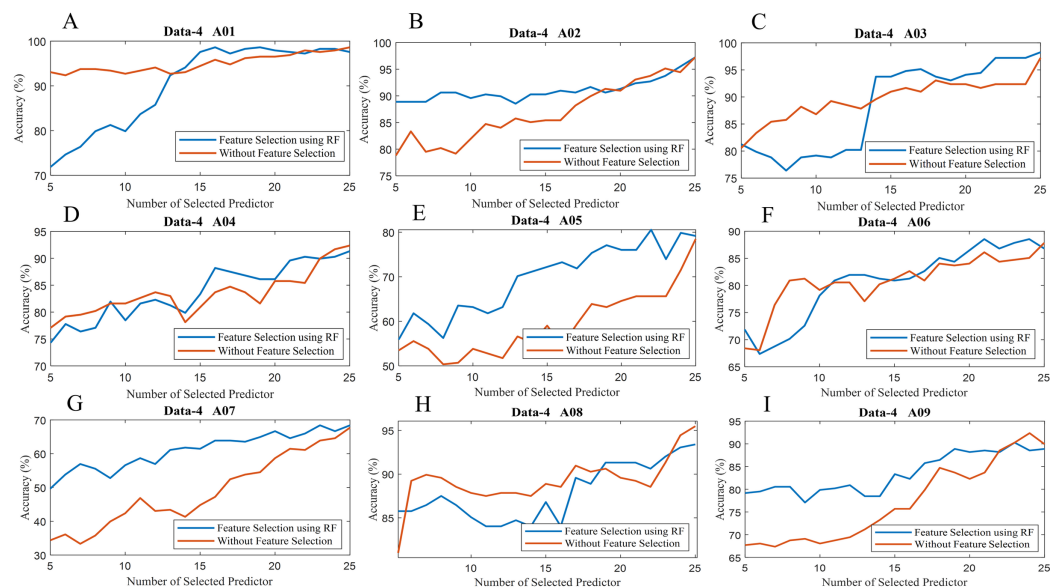 A
Data-4 A01
Accuracy (%)
100
90
80
70
Feature Selection using RF
Without Feature Selection
5 10 15 20 25
Number of Selected Predictor
B
Data-4 A02
Accuracy (%)
100
95
90
85
80
75
Feature Selection using RF
Without Feature Selection
5 10 15 20 25
Number of Selected Predictor
C
Data-4 A03
Accuracy (%)
100
95
90
85
80
75
Feature Selection using RF
Without Feature Selection
5 10 15 20 25
Number of Selected Predictor
D
Data-4 A04
Accuracy (%)
95
90
85
80
75
70
65
Feature Selection using RF
Without Feature Selection
5 10 15 20 25
Number of Selected Predictor
E
Data-4 A05
Accuracy (%)
80
70
60
50
Feature Selection using RF
Without Feature Selection
5 10 15 20 25
Number of Selected Predictor
F
Data-4 A06
Accuracy (%)
90
85
80
75
70
65
Feature Selection using RF
Without Feature Selection
5 10 15 20 25
Number of Selected Predictor
G
Data-4 A07
Accuracy (%)
70
60
50
40
30
Feature Selection using RF
Without Feature Selection
5 10 15 20 25
Number of Selected Predictor
H
Data-4 A08
Accuracy (%)
95
90
85
Feature Selection using RF
Without Feature Selection
5 10 15 20 25
Number of Selected Predictor
I
Data-4 A09
Accuracy (%)
95
90
85
80
75
70
65
Feature Selection using RF
Without Feature Selection
5 10 15 20 25
Number of Selected Predictor